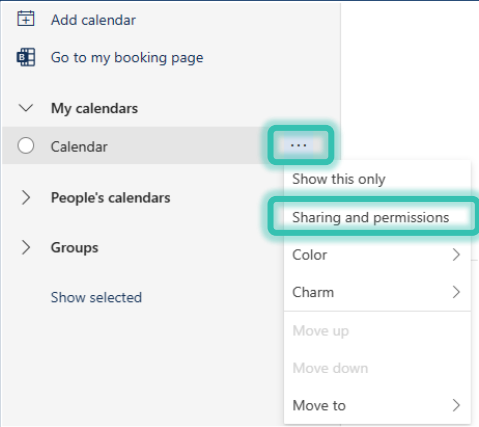 Add calendar
Go to my booking page
My calendars
Calendar
...
Show this only
People's calendars
Sharing and permissions
Groups
Color
Charm
Show selected
Move up
Move down
Move to